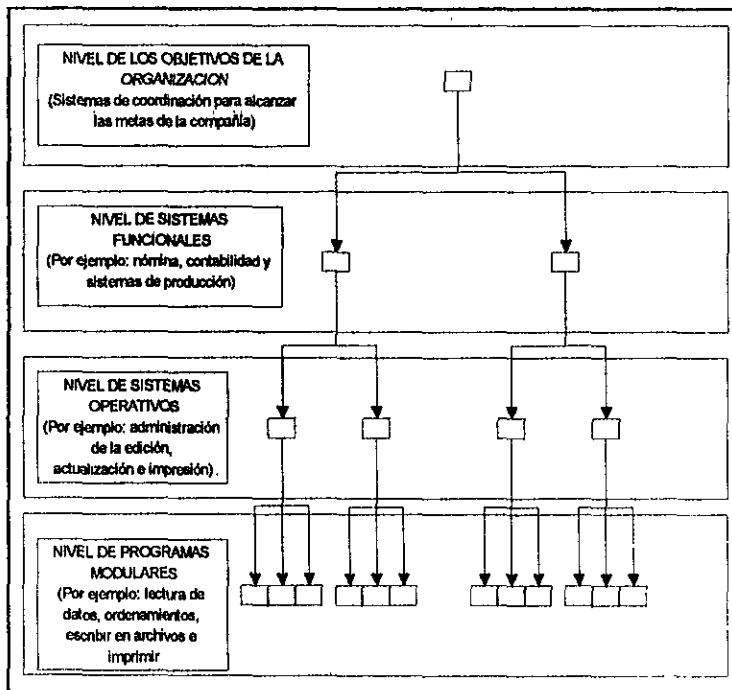 NIVEL DE LOS OBJETIVOS DE LA
ORGANIZACION
(Sistemas de coordinación para alcanzar
las metas de la compañía)
NIVEL DE SISTEMAS
FUNCIONALES
(Por ejemplo: nómina, contabilidad y
sistemas de producción)
NIVEL DE SISTEMAS
OPERATIVOS
(Por ejemplo: administración
de la edición,
actualización e impresión).
NIVEL DE PROGRAMAS
MODULARES
(Por ejemplo: lectura de
datos, ordenamientos,
escribir en archivos e
imprimir